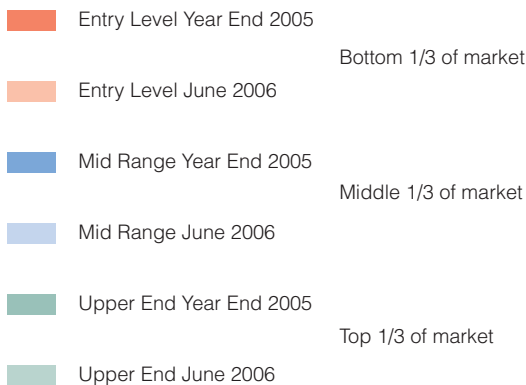 Entry Level Year End 2005
Bottom 1/3 of market
Entry Level June 2006
Mid Range Year End 2005
Middle 1/3 of market
Mid Range June 2006
Upper End Year End 2005
Top 1/3 of market
Upper End June 2006